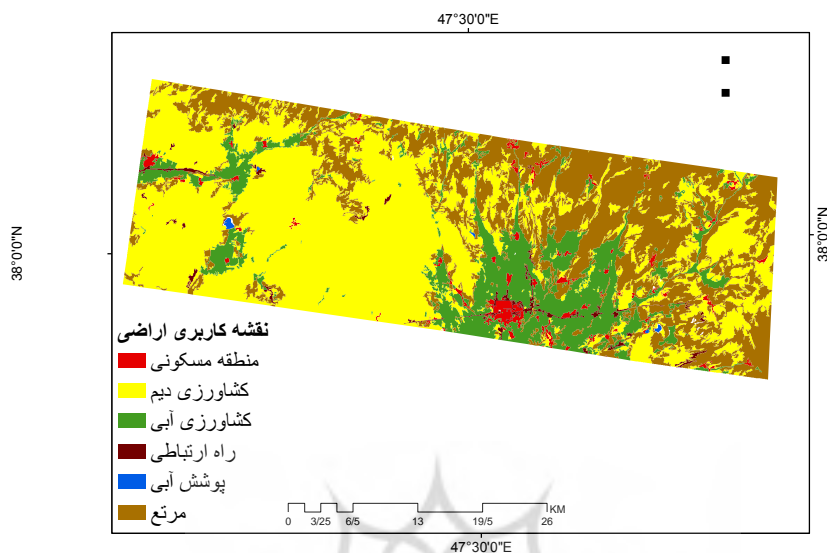 47°30'0"E
38°0'0"N
38°0'0"N
نقشه کاربری اراضی
منطقه مسکونی
کشاورزی دیم
کشاورزی آبی
راه ارتباطی
پوشش آبی
مرتع
KM
0 3/25 6/5 13 19/5 26
47°30'0"E